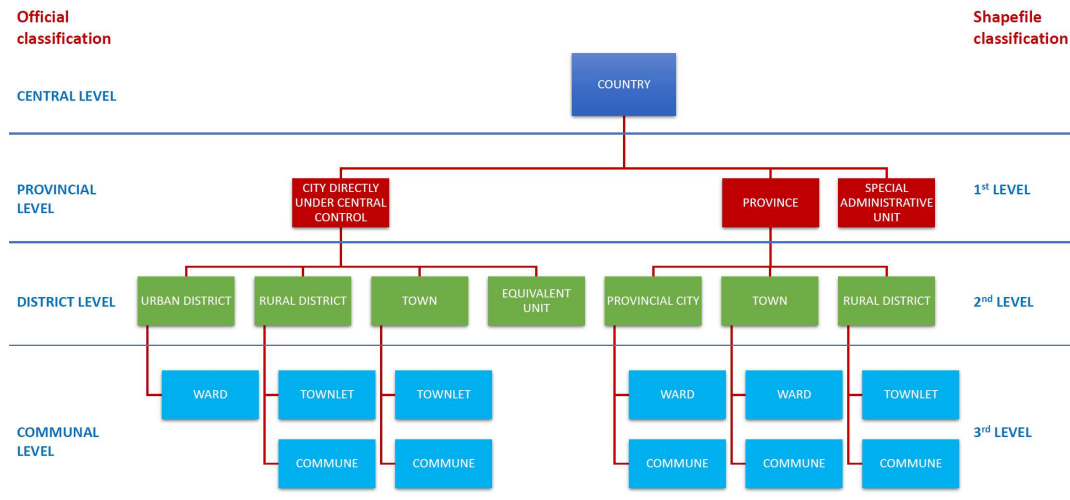 Official
classification
Shapefile
classification
COUNTRY
CENTRAL LEVEL
PROVINCIAL
LEVEL
CITY DIRECTLY
UNDER CENTRAL
CONTROL
PROVINCE
SPECIAL
ADMINISTRATIVE
UNIT
1st LEVEL
DISTRICT LEVEL
URBAN DISTRICT
RURAL DISTRICT
TOWN
EQUIVALENT
UNIT
PROVINCIAL CITY
TOWN
RURAL DISTRICT
2nd LEVEL
WARD
TOWNLET
TOWNLET
WARD
WARD
TOWNLET
COMMUNAL
LEVEL
3rd LEVEL
COMMUNE
COMMUNE
COMMUNE
COMMUNE
COMMUNE